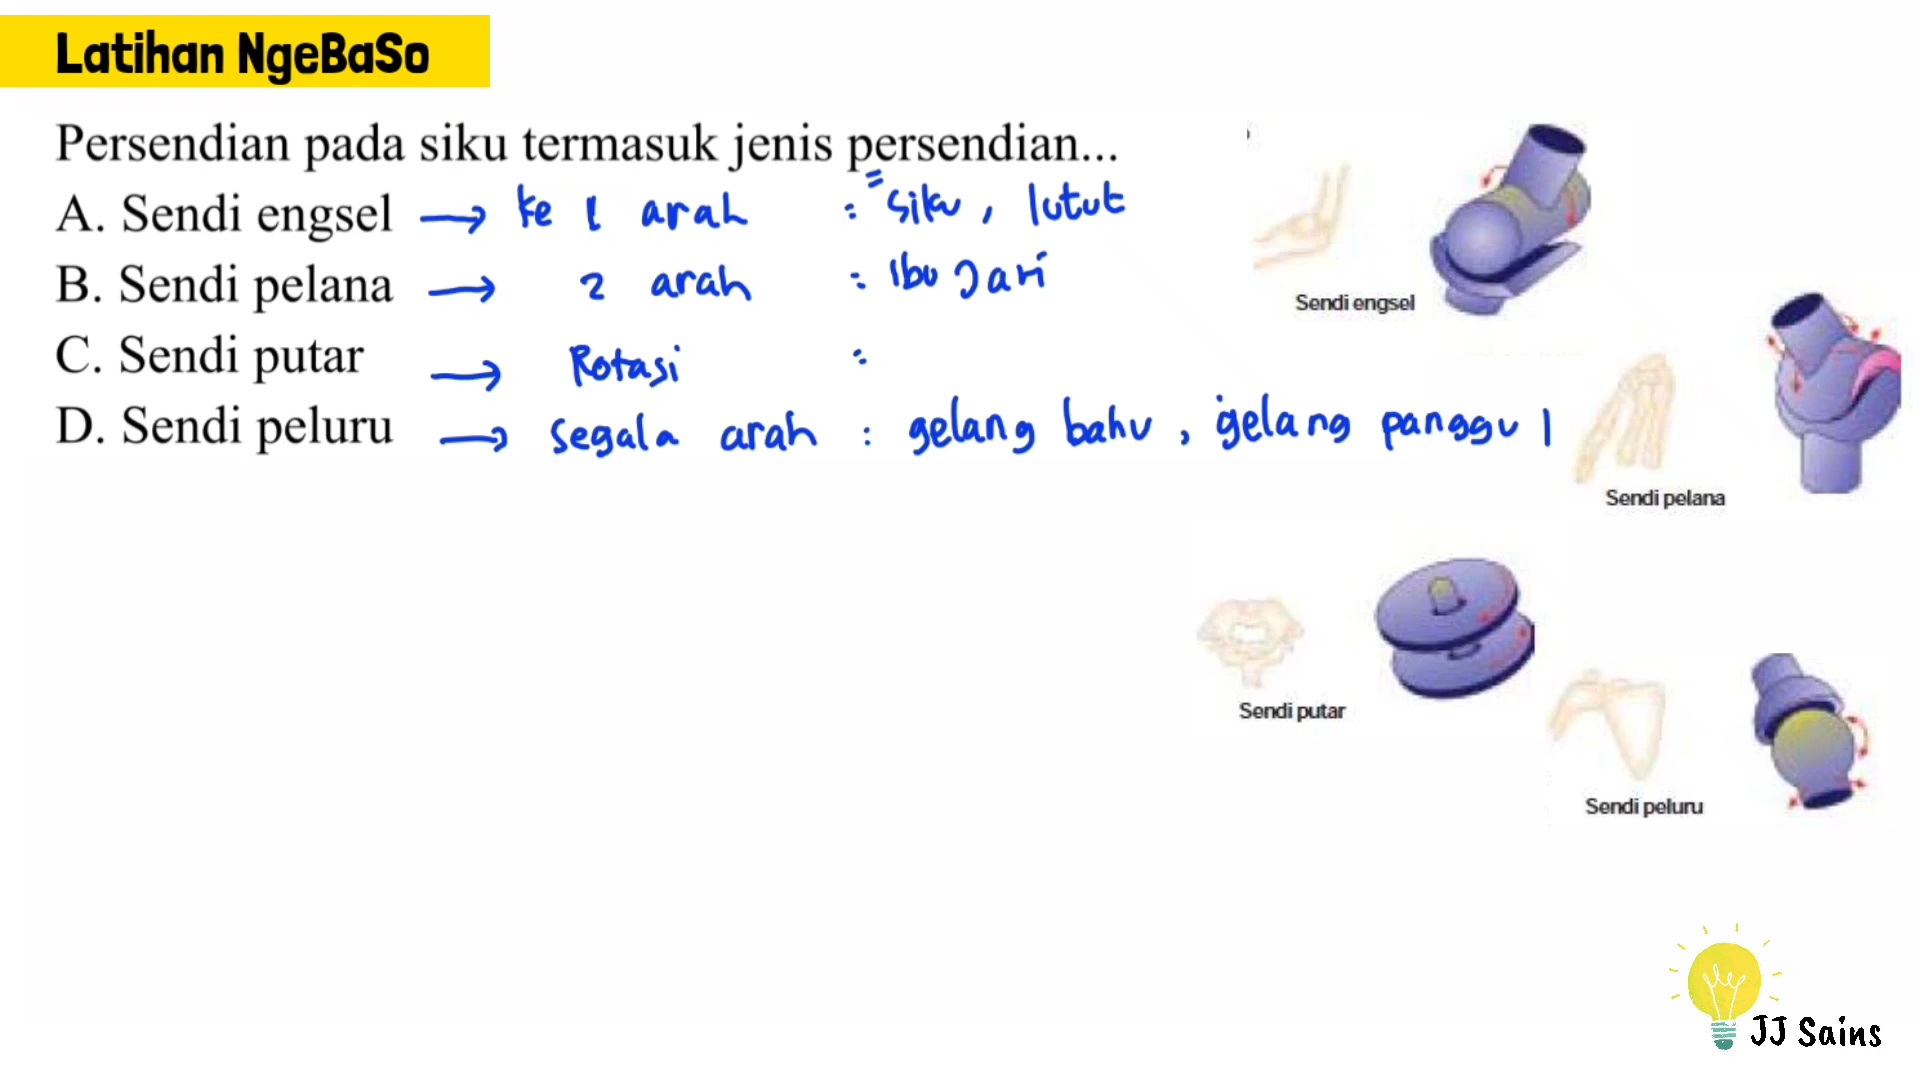 Latihan NgeBaSo
Persendian pada siku termasuk jenis persendian...
A. Sendi engsel → ke 1 arah : siku, lutut
B. Sendi pelana → 2 arah : Ibu Jari
C. Sendi putar → Rotasi :
D. Sendi peluru → segala arah : gelang bahu, gelang panggul
Sendi engsel
Sendi pelana
Sendi putar
Sendi peluru
JJ Sains